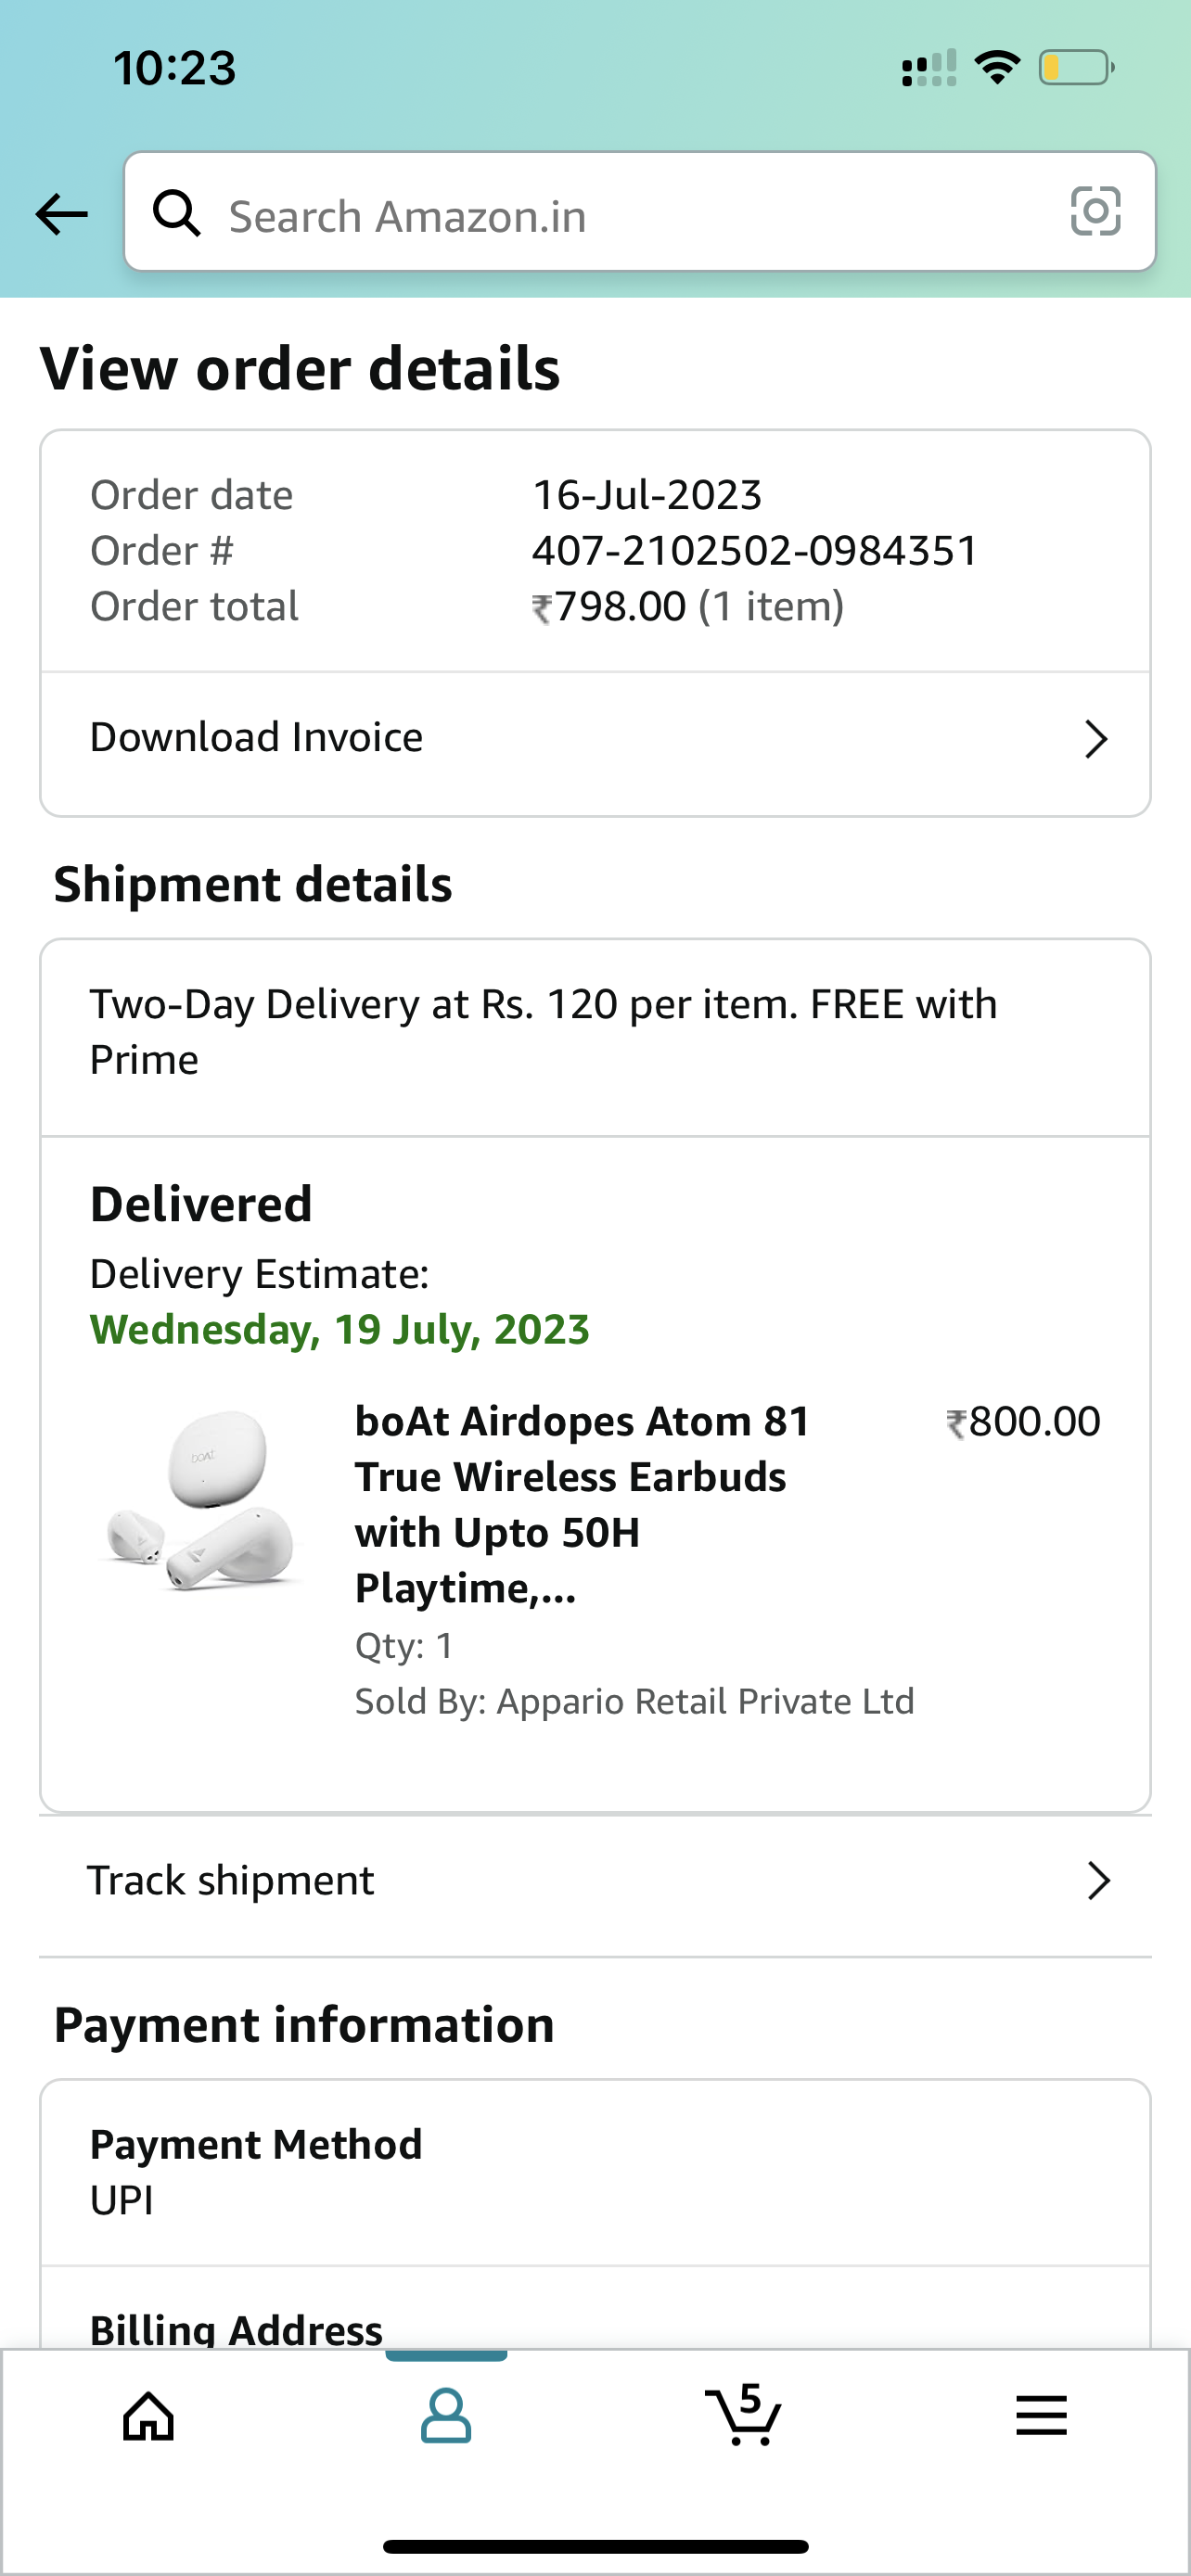 10:23
Search Amazon.in
View order details
Order date 16-Jul-2023
Order # 407-2102502-0984351
Order total ₹798.00 (1 item)
Download Invoice
Shipment details
Two-Day Delivery at Rs. 120 per item. FREE with
Prime
Delivered
Delivery Estimate:
Wednesday, 19 July, 2023
boAt
boAt Airdopes Atom 81 ₹800.00
True Wireless Earbuds
with Upto 50H
Playtime,...
Qty: 1
Sold By: Appario Retail Private Ltd
Track shipment
Payment information
Payment Method
UPI
Billing Address
5